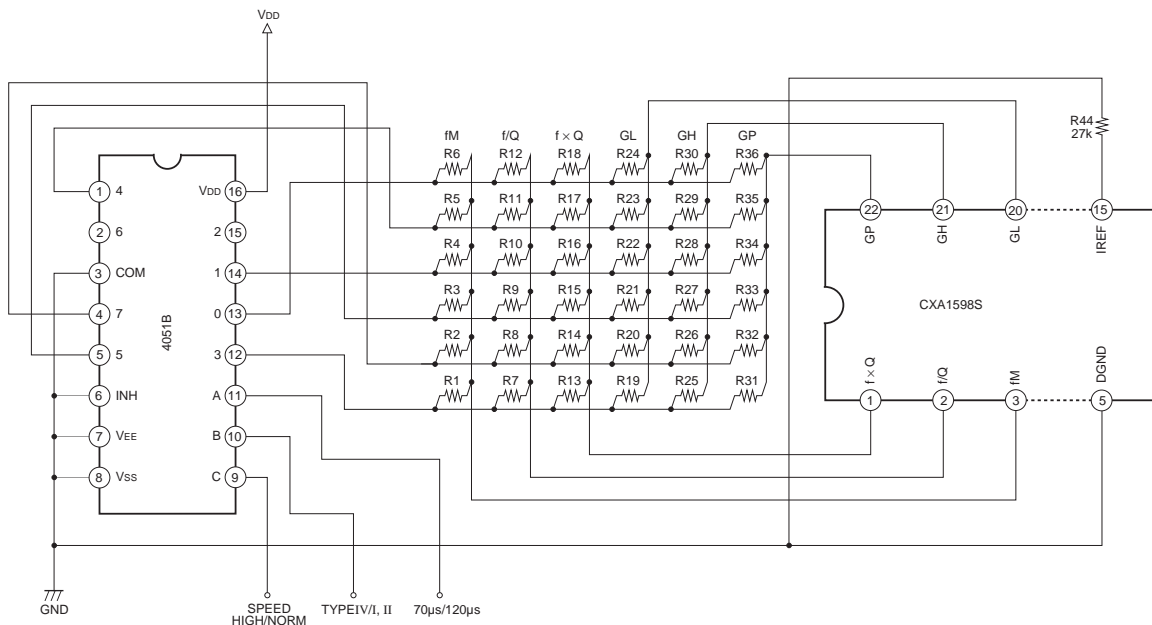 VDD
fM f/Q f × Q GL GH GP
R6 R12 R18 R24 R30 R36
R5 R11 R17 R23 R29 R35
R4 R10 R16 R22 R28 R34
R3 R9 R15 R21 R27 R33
R2 R8 R14 R20 R26 R32
R1 R7 R13 R19 R25 R31
R44
27k
1 4 VDD 16
2 6 2 15
3 COM 1 14
4 7 0 13
5 5 3 12
6 INH A 11
7 VEE B 10
8 VSS C 9
4051B
22 21 20 15
GP GH GL IREF
CXA1598S
f × Q f/Q fM DGND
1 2 3 5
GND
SPEED
HIGH/NORM
TYPEIV/I, II
70µs/120µs